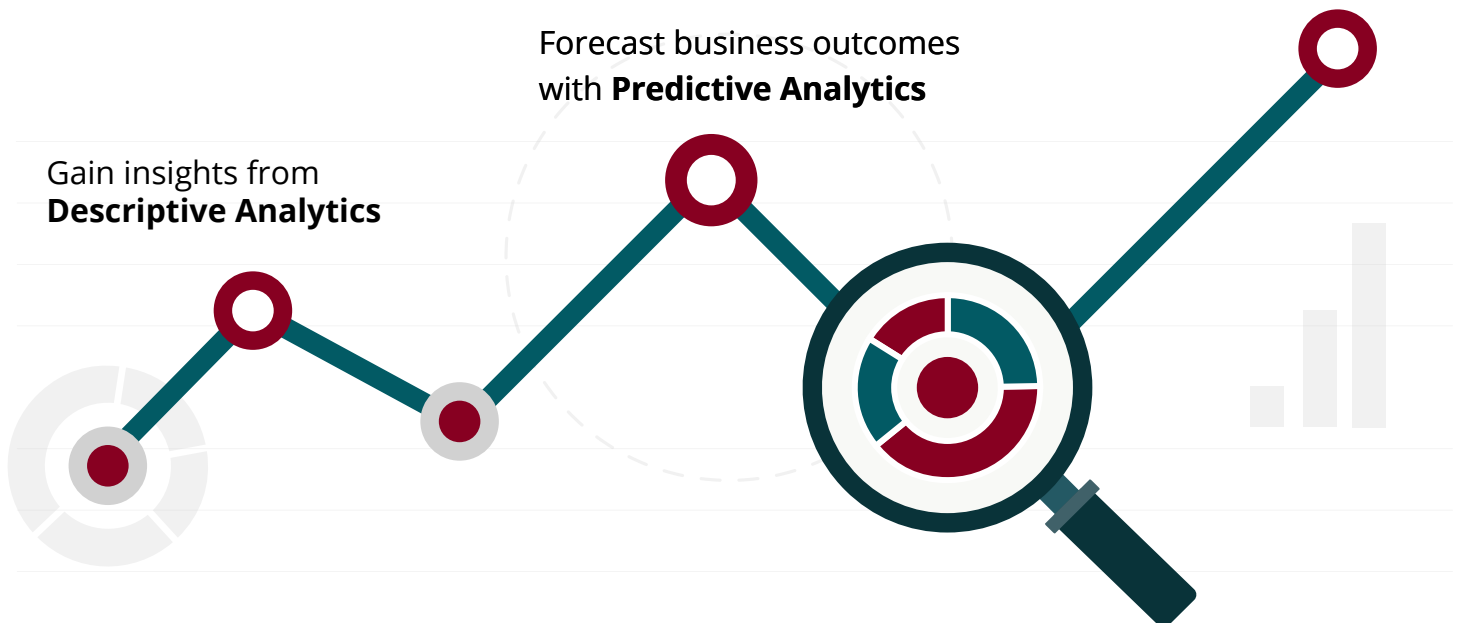 Forecast business outcomes
with Predictive Analytics
Gain insights from
Descriptive Analytics